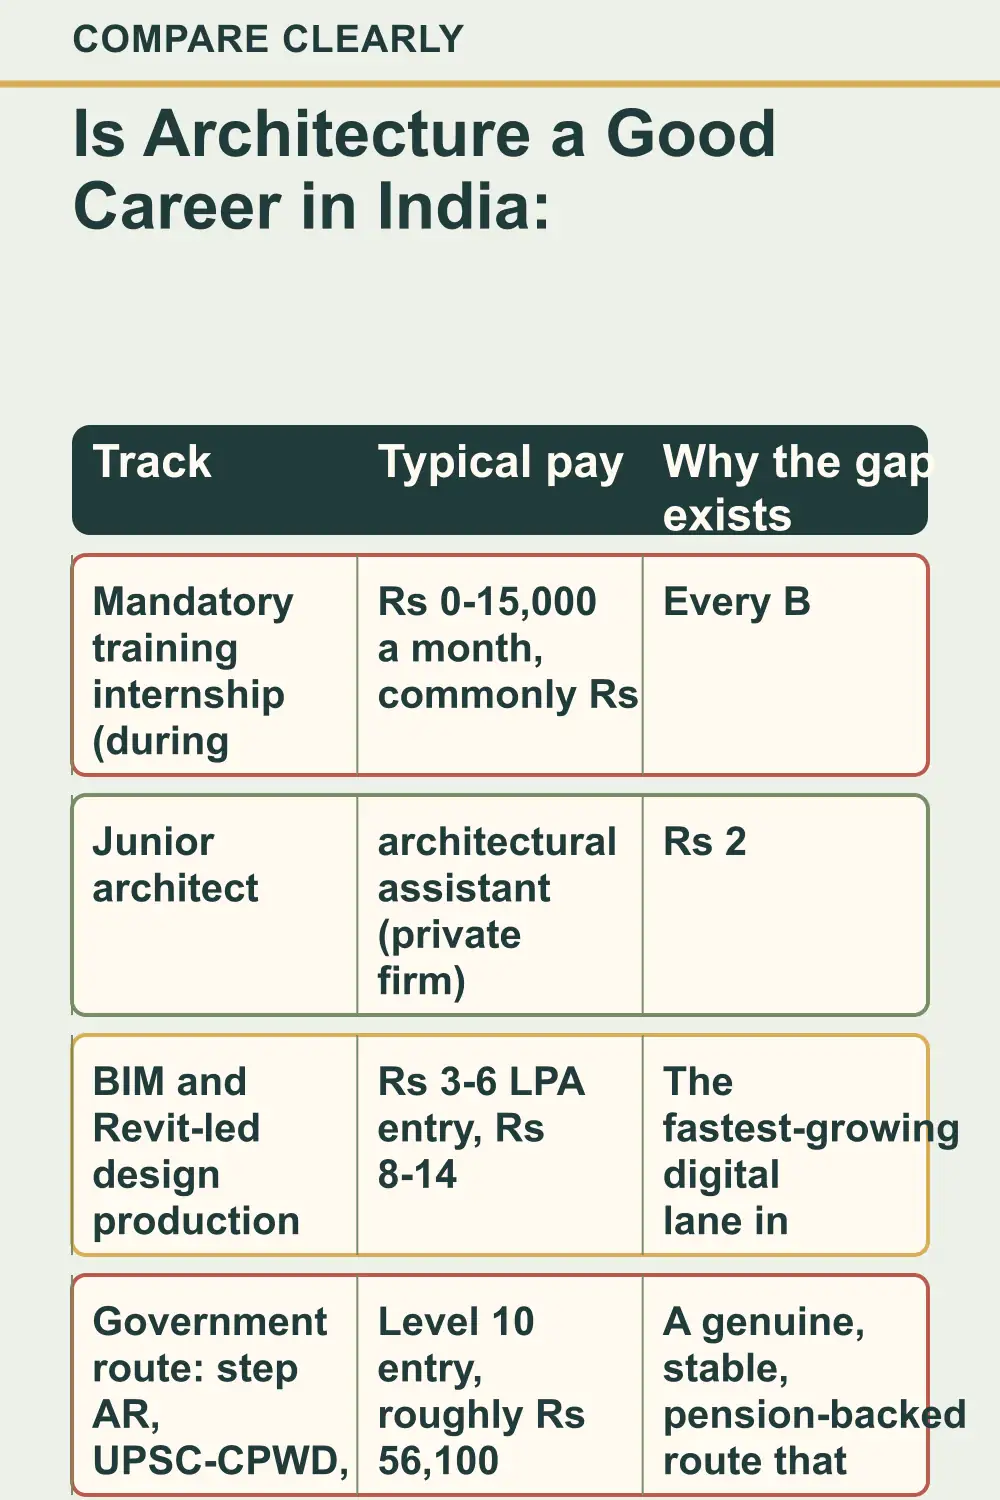 COMPARE CLEARLY
Is Architecture a Good
Career in India:
Track
Typical pay
Why the gap
exists
Mandatory
training
internship
(during
Rs 0-15,000
a month,
commonly Rs
Every B
Junior
architect
architectural
assistant
(private
firm)
Rs 2
BIM and
Revit-led
design
production
Rs 3-6 LPA
entry, Rs
8-14
The
fastest-growing
digital
lane in
Government
route: step
AR,
UPSC-CPWD,
Level 10
entry,
roughly Rs
56,100
A genuine,
stable,
pension-backed
route that